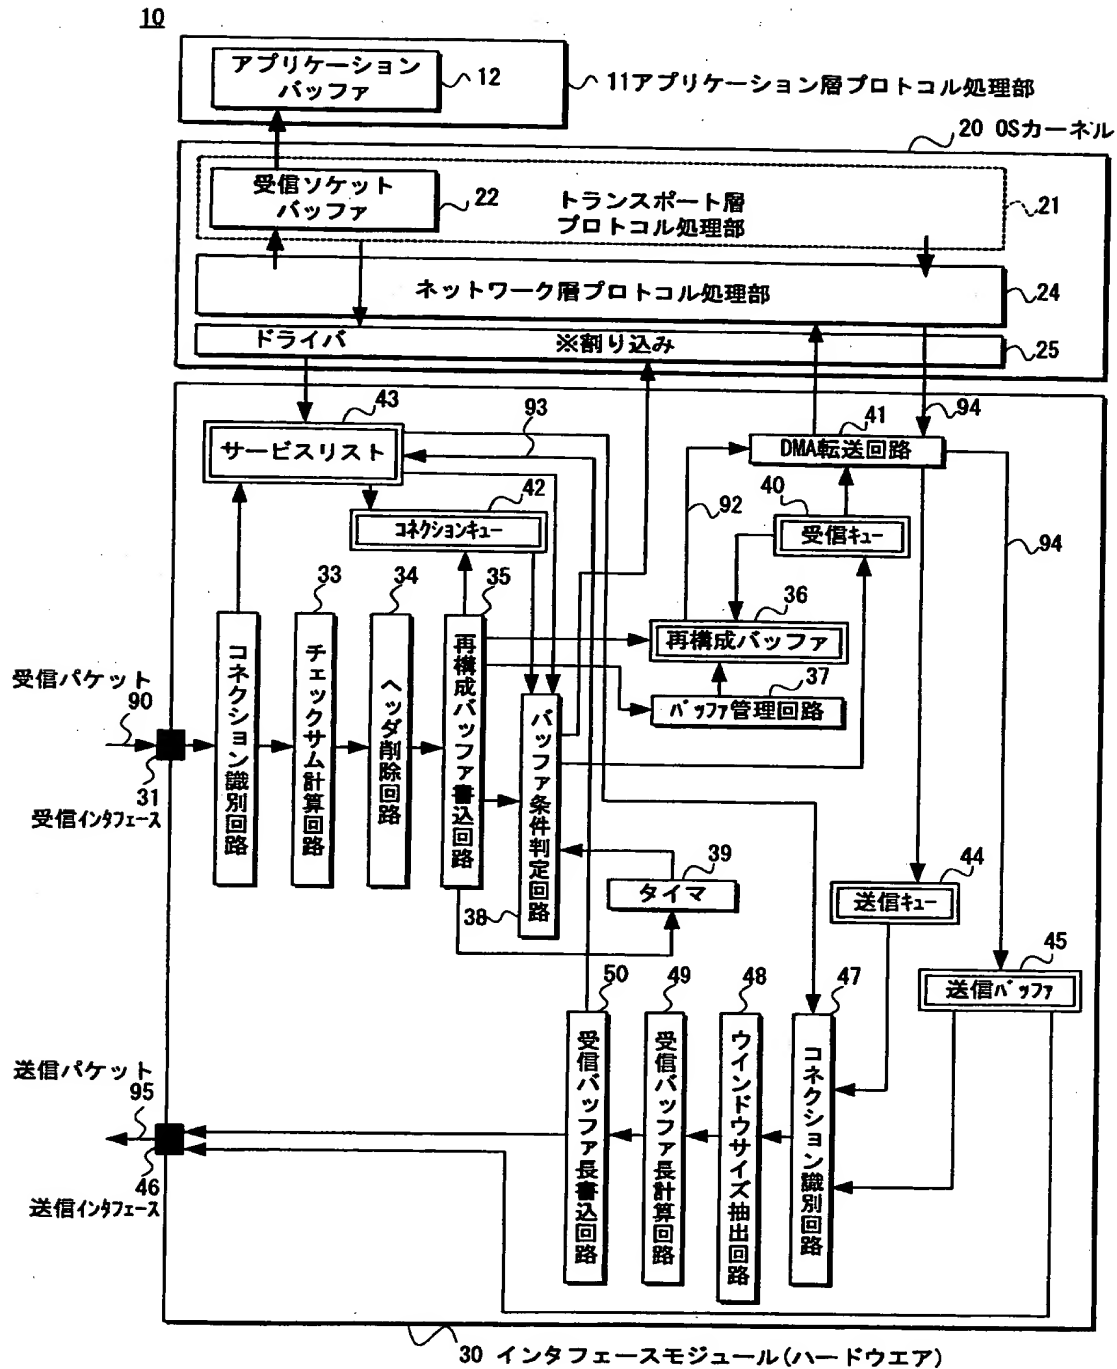 10
アプリケーション
バッファ
12
11アプリケーション層プロトコル処理部
20 OSカーネル
受信ソケット
バッファ
22
トランスポート層
プロトコル処理部
21
ネットワーク層プロトコル処理部
24
ドライバ
※割り込み
25
43
サービスリスト
93
42
コネクションキュー
41
94
DMA転送回路
92
40
受信キュー
94
33
34
35
36
再構成バッファ
37
バッファ管理回路
受信パケット
90
31
受信インタフェース
コネクション識別回路
チェックサム計算回路
ヘッダ削除回路
再構成バッファ書込回路
バッファ条件判定回路
38
39
タイマ
44
送信キュー
45
送信バッファ
50
49
48
47
受信バッファ長書込回路
受信バッファ長計算回路
ウインドウサイズ抽出回路
コネクション識別回路
送信パケット
95
46
送信インタフェース
30 インタフェースモジュール(ハードウエア)